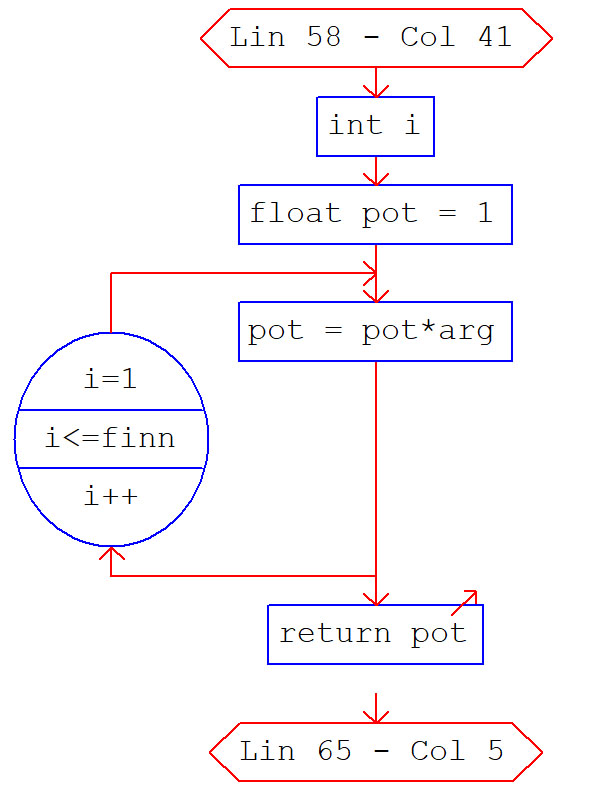 Lin 58 - Col 41
int i
float pot = 1
pot = pot*arg
i=1
i<=finn
i++
return pot
Lin 65 - Col 5